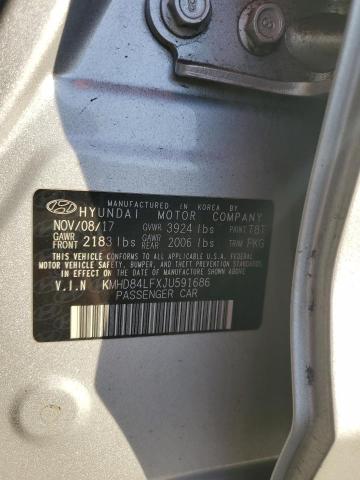 MANUFACTURED IN KOREA
HYUNDAI MOTOR COMPANY
NOV/08/17 GVWR 3924 lbs PAINT T8T
GAWR FRONT 2183 lbs GAWR REAR 2006 lbs TRIM PKG
THIS VEHICLE CONFORMS TO ALL APPLICABLE U.S.A. FEDERAL
MOTOR VEHICLE SAFETY, BUMPER, AND THEFT PREVENTION
STANDARDS IN EFFECT ON THE DATE OF MANUFACTURE SHOWN ABOVE.
V.I.N KMHD84LFXJU591686
PASSENGER CAR